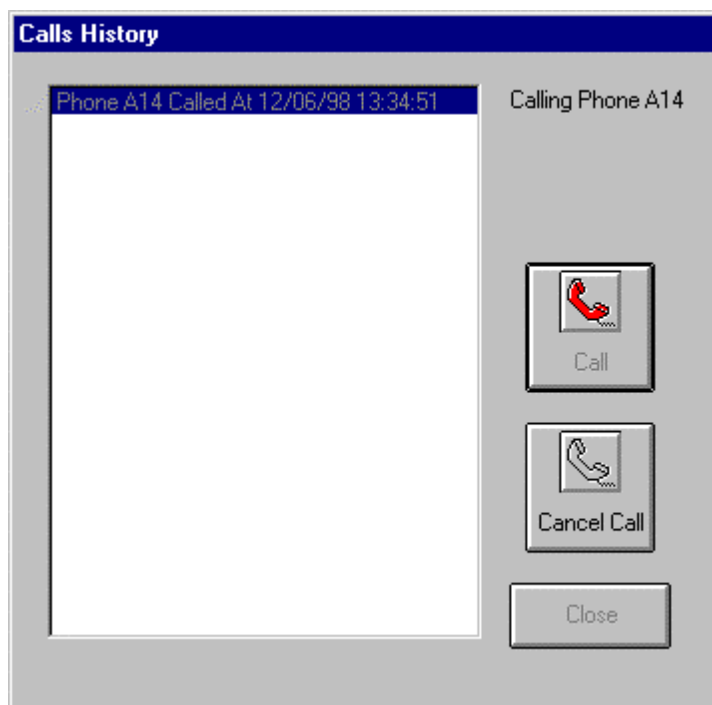 Calls History
Phone A14 Called At 12/06/98 13:34:51
Calling Phone A14
Call
Cancel Call
Close